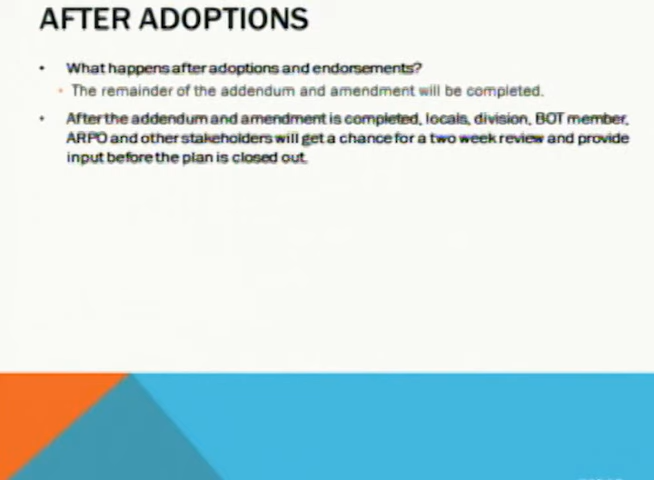 AFTER ADOPTIONS
• What happens after adoptions and endorsements?
• The remainder of the addendum and amendment will be completed.
• After the addendum and amendment is completed, locals, division, BOT member,
ARPO and other stakeholders will get a chance for a two week review and provide
input before the plan is closed out.